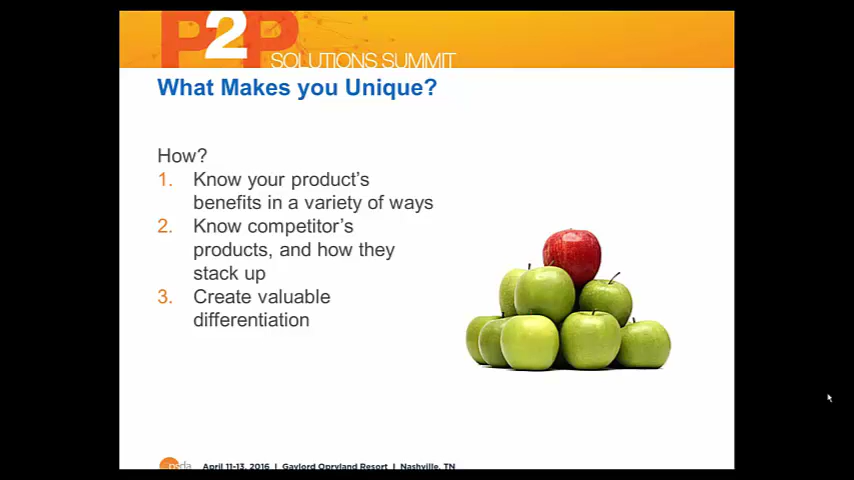 P2P
SOLUTIONS SUMMIT
What Makes you Unique?
How?
1. Know your product's
benefits in a variety of ways
2. Know competitor's
products, and how they
stack up
3. Create valuable
differentiation
psda April 11-13, 2016 | Gaylord Opryland Resort | Nashville, TN